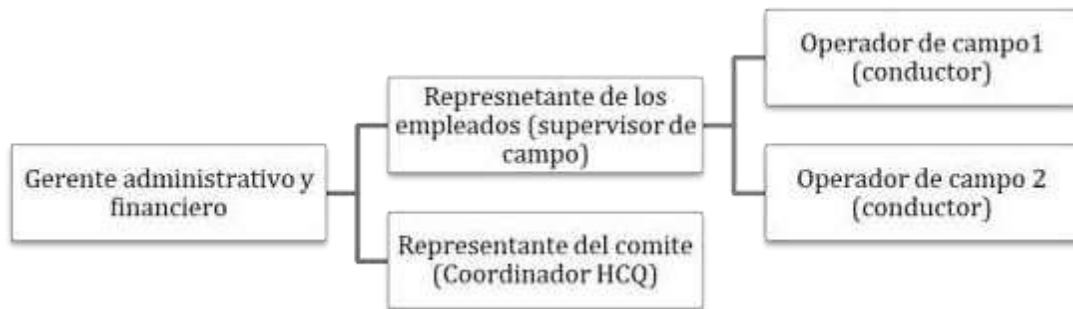 Gerente administrativo y
financiero
Represnetante de los
empleados (supervisor de
campo)
Representante del comite
(Coordinador HCQ)
Operador de campo1
(conductor)
Operador de campo 2
(conductor)